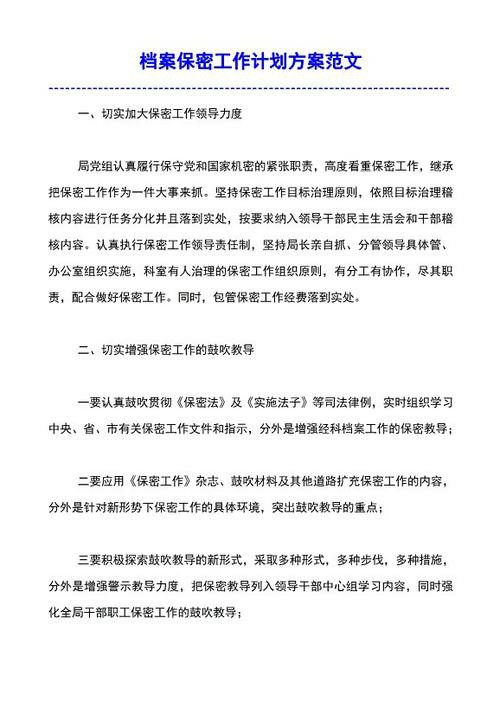 档案保密工作计划方案范文
一、切实加大保密工作领导力度
局党组认真履行保守党和国家机密的紧张职责，高度看重保密工作，继承
把保密工作作为一件大事来抓。坚持保密工作目标治理原则，依照目标治理稽
核内容进行任务分化并且落到实处，按要求纳入领导干部民主生活会和干部稽
核内容。认真执行保密工作领导责任制，坚持局长亲自抓、分管领导具体管、
办公室组织实施，科室有人治理的保密工作组织原则，有分工有协作，尽其职
责，配合做好保密工作。同时，包管保密工作经费落到实处。
二、切实增强保密工作的鼓吹教导
一要认真鼓吹贯彻《保密法》及《实施法子》等司法律例，实时组织学习
中央、省、市有关保密工作文件和指示，分外是增强经科档案工作的保密教导；
二要应用《保密工作》杂志、鼓吹材料及其他道路扩充保密工作的内容，
分外是针对新形势下保密工作的具体环境，突出鼓吹教导的重点；
三要积极探索鼓吹教导的新形式，采取多种形式，多种步伐，多种措施，
分外是增强警示教导力度，把保密教导列入领导干部中心组学习内容，同时强
化全局干部职工保密工作的鼓吹教导；